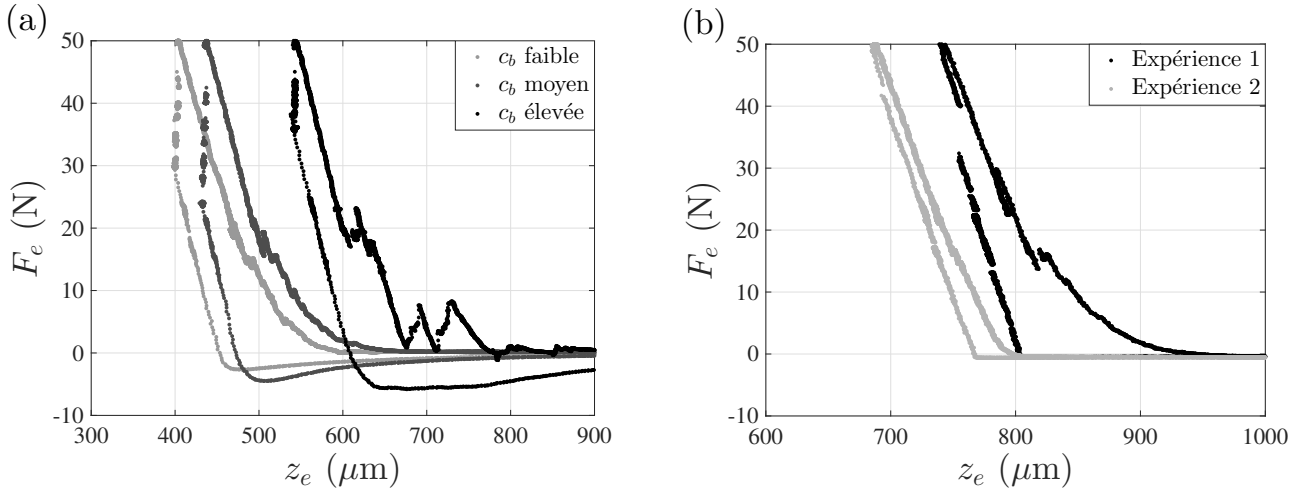 (a)
50
40
30
20
10
0
-10
300 400 500 600 700 800 900
F_e (N)
z_e (μm)
c_b faible
c_b moyen
c_b élevée
(b)
50
40
30
20
10
0
-10
600 700 800 900 1000
F_e (N)
z_e (μm)
Expérience 1
Expérience 2